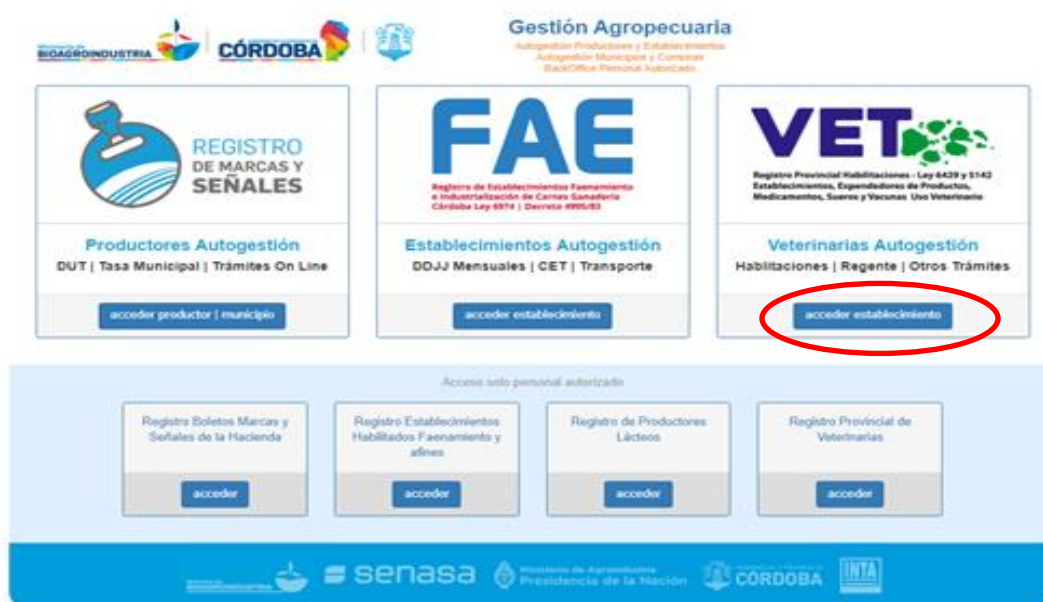 BIOAGROINDUSTRIA
CÓRDOBA
Gestión Agropecuaria
Autogestión Productores y Establecimientos
Autogestión Municipios y Comunas
BackOffice Personal Autorizado
REGISTRO
DE MARCAS Y
SEÑALES
Productores Autogestión
DUT | Tasa Municipal | Trámites On Line
acceder productor | municipio
FAE
Registro de Establecimientos Faenamiento
e Industrialización de Carnes Ganadería
Córdoba Ley 6974 | Decreto 4995/83
Establecimientos Autogestión
DDJJ Mensuales | CET | Transporte
acceder establecimiento
VET
Registro Provincial Habilitaciones - Ley 6429 y 5142
Establecimientos, Expendedores de Productos,
Medicamentos, Sueros y Vacunas Uso Veterinario
Veterinarias Autogestión
Habilitaciones | Regente | Otros Trámites
acceder establecimiento
Acceso solo personal autorizado
Registro Boletos Marcas y
Señales de la Hacienda
acceder
Registro Establecimientos
Habilitados Faenamiento y
afines
acceder
Registro de Productores
Lácteos
acceder
Registro Provincial de
Veterinarias
acceder
BIOAGROINDUSTRIA
senasa
Ministerio de Agroindustria
Presidencia de la Nación
CÓRDOBA
INTA